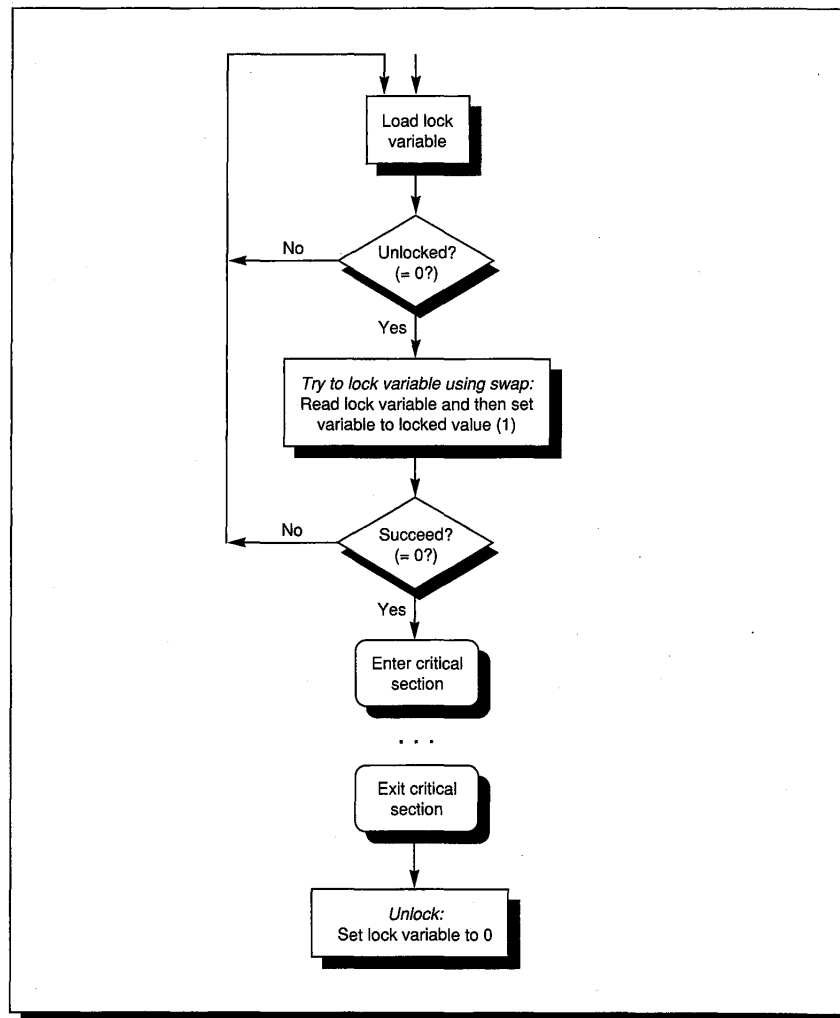 Load lock
variable
No
Unlocked?
(= 0?)
Yes
Try to lock variable using swap:
Read lock variable and then set
variable to locked value (1)
No
Succeed?
(= 0?)
Yes
Enter critical
section
. . .
Exit critical
section
Unlock:
Set lock variable to 0